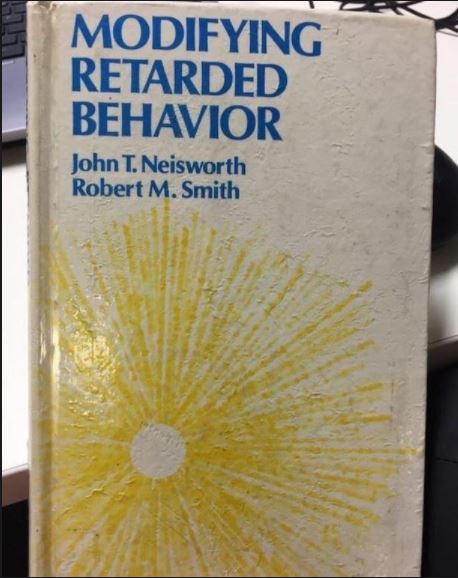 MODIFYING
RETARDED
BEHAVIOR
John T. Neisworth
Robert M. Smith